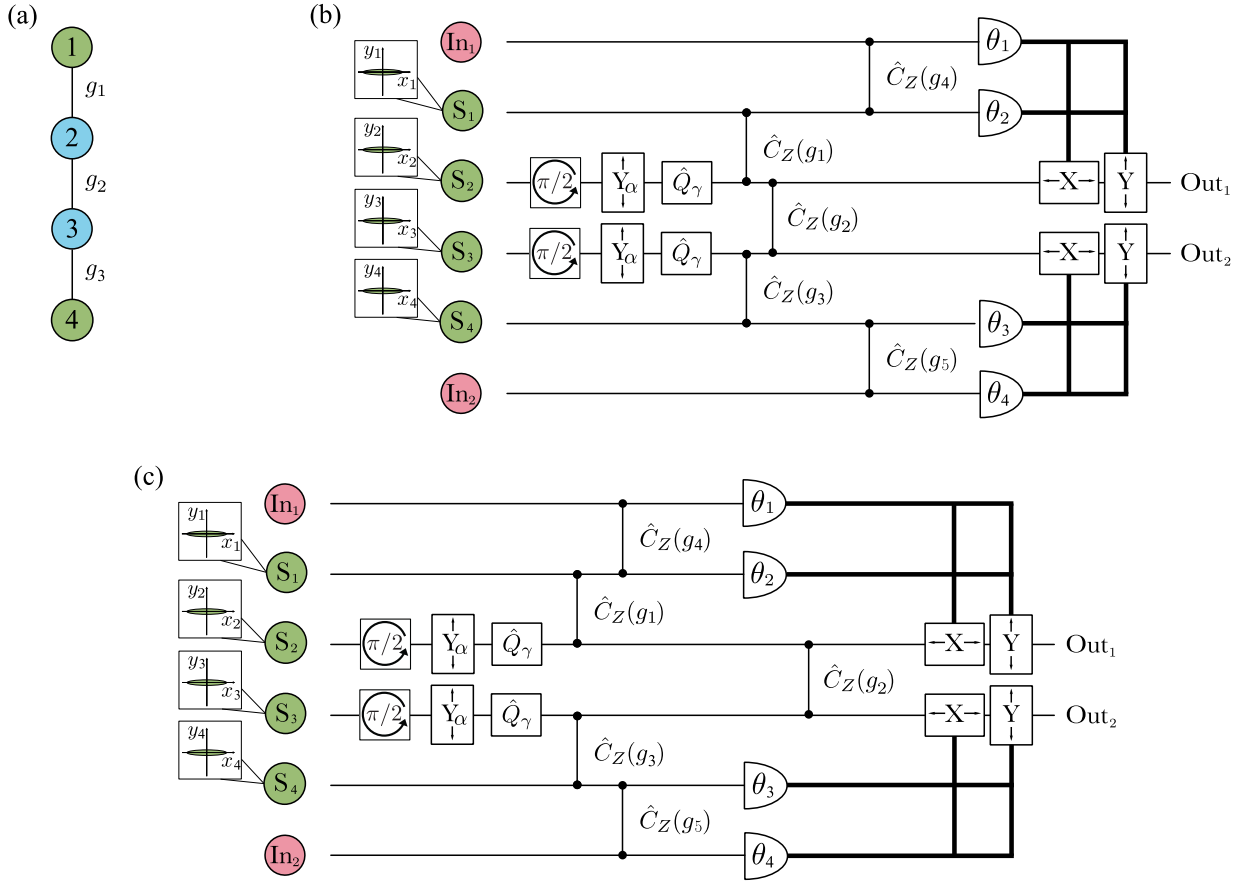 (a)
1
g₁
2
g₂
3
g₃
4
(b)
In₁ θ₁
y₁ x₁ Ĉ_Z(g₄)
S₁ θ₂
y₂ x₂ Ĉ_Z(g₁)
S₂ π/2 Yα Q̂γ X Y Out₁
y₃ x₃ Ĉ_Z(g₂)
S₃ π/2 Yα Q̂γ X Y Out₂
y₄ x₄ Ĉ_Z(g₃)
S₄ θ₃
Ĉ_Z(g₅)
In₂ θ₄
(c)
In₁ θ₁
y₁ x₁ Ĉ_Z(g₄)
S₁ θ₂
y₂ x₂ Ĉ_Z(g₁)
S₂ π/2 Yα Q̂γ X Y Out₁
y₃ x₃ Ĉ_Z(g₂)
S₃ π/2 Yα Q̂γ X Y Out₂
y₄ x₄ Ĉ_Z(g₃)
S₄ θ₃
Ĉ_Z(g₅)
In₂ θ₄